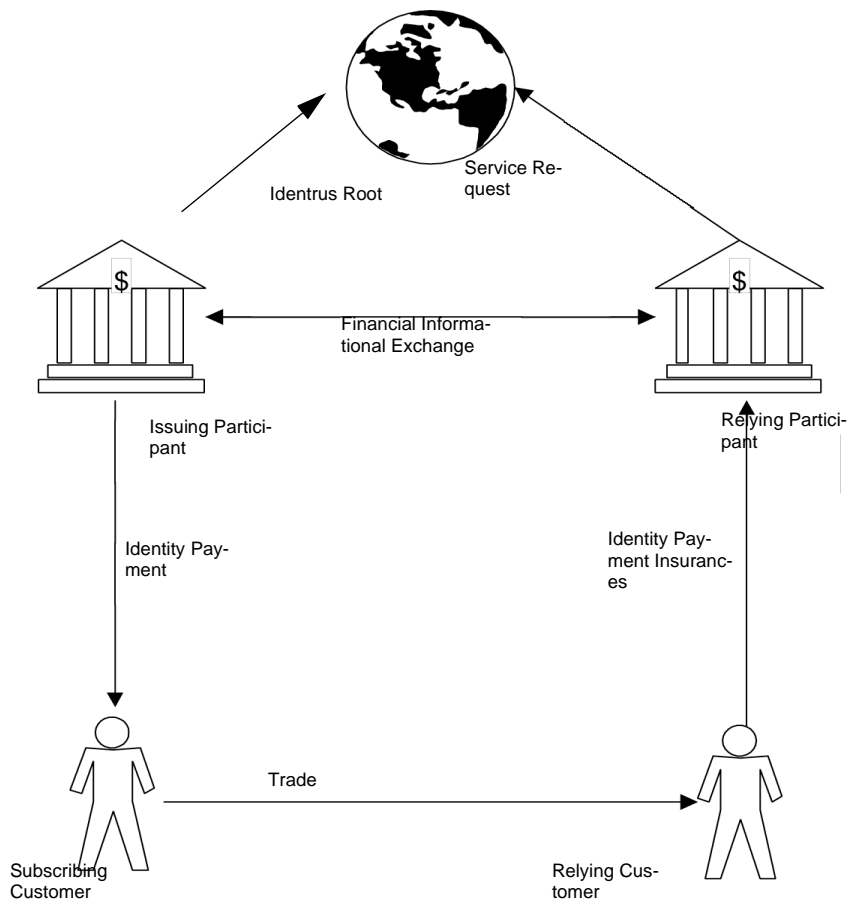 Service Re-
quest
Identrus Root
$
$
Financial Informa-
tional Exchange
Issuing Partici-
pant
Relying Partici-
pant
Identity Pay-
ment
Identity Pay-
ment Insuranc-
es
Trade
Subscribing
Customer
Relying Cus-
tomer